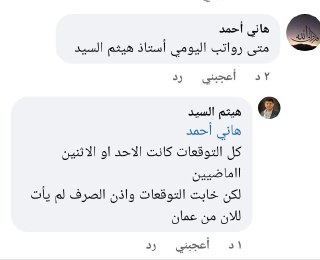 هاني أحمد
متى رواتب اليومي أستاذ هيثم السيد
٢ د أعجبني رد
هيثم السيد
هاني أحمد
كل التوقعات كانت الاحد او الاثنين
االماضيين
لكن خابت التوقعات واذن الصرف لم يأت
للان من عمان
١ د أعجبني رد